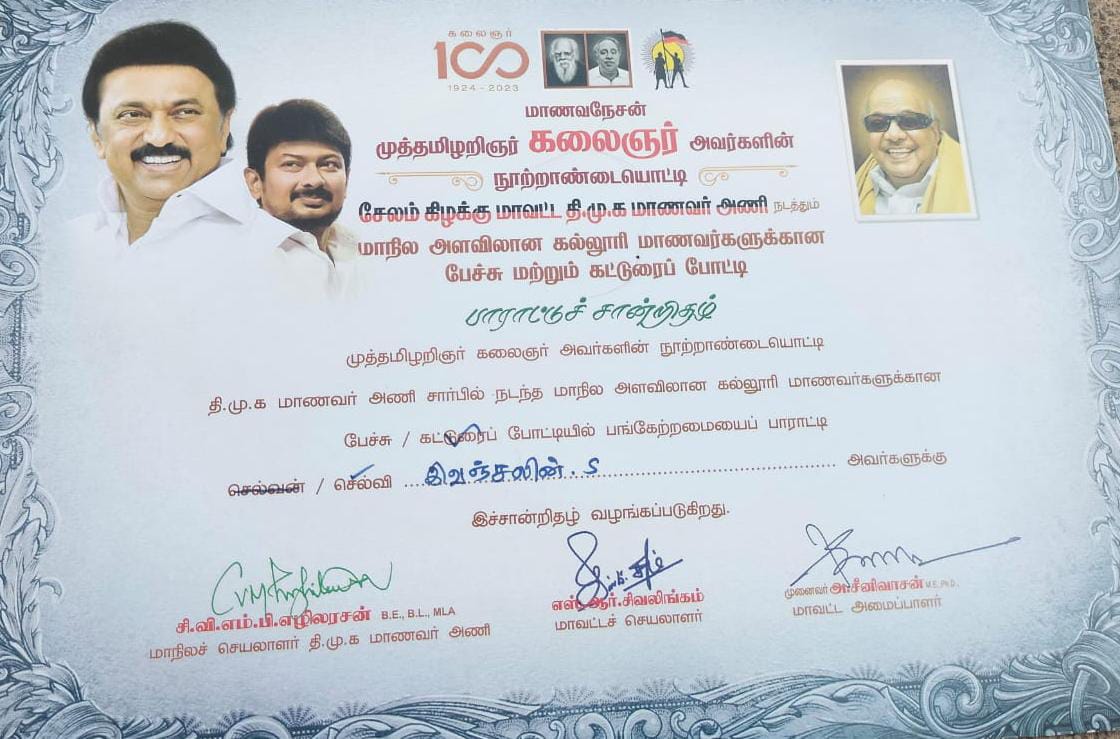 கலைஞர்
100
1924 - 2023
மாணவநேசன்
முத்தமிழறிஞர் கலைஞர் அவர்களின்
நூற்றாண்டையொட்டி
சேலம் கிழக்கு மாவட்ட தி.மு.க மாணவர் அணி நடத்தும்
மாநில அளவிலான கல்லூரி மாணவர்களுக்கான
பேச்சு மற்றும் கட்டுரைப் போட்டி
பாராட்டுச் சான்றிதழ்
முத்தமிழறிஞர் கலைஞர் அவர்களின் நூற்றாண்டையொட்டி
தி.மு.க மாணவர் அணி சார்பில் நடந்த மாநில அளவிலான கல்லூரி மாணவர்களுக்கான
பேச்சு / கட்டுரைப் போட்டியில் பங்கேற்றமையைப் பாராட்டி
செல்வன் / செல்வி இவஞ்சலின். S அவர்களுக்கு
இச்சான்றிதழ் வழங்கப்படுகிறது.
சி.வி.எம்.பி.எழிலரசன் B.E., B.L., MLA
மாநிலச் செயலாளர் தி.மு.க மாணவர் அணி
எஸ்.ஆர்.சிவலிங்கம்
மாவட்டச் செயலாளர்
முனைவர் அ.சீனிவாசன் M.E, Ph.D.,
மாவட்ட அமைப்பாளர்